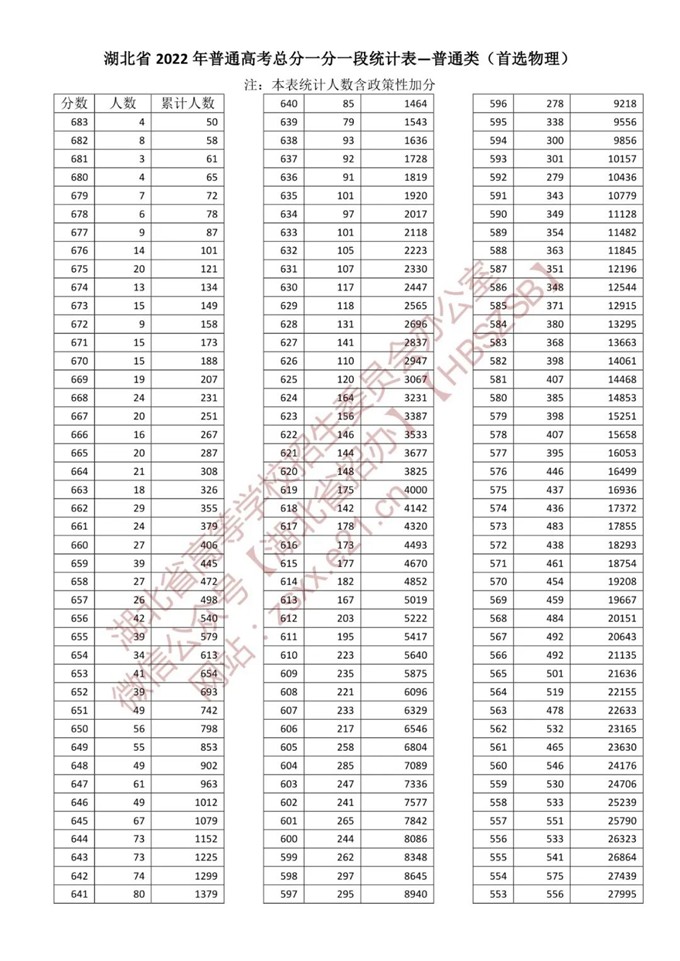 湖北省 2022 年普通高考总分一分一段统计表—普通类（首选物理）
注：本表统计人数含政策性加分
分数 人数 累计人数
683 4 50
682 8 58
681 3 61
680 4 65
679 7 72
678 6 78
677 9 87
676 14 101
675 20 121
674 13 134
673 15 149
672 9 158
671 15 173
670 15 188
669 19 207
668 24 231
667 20 251
666 16 267
665 20 287
664 21 308
663 18 326
662 29 355
661 24 379
660 27 406
659 39 445
658 27 472
657 26 498
656 42 540
655 39 579
654 34 613
653 41 654
652 39 693
651 49 742
650 56 798
649 55 853
648 49 902
647 61 963
646 49 1012
645 67 1079
644 73 1152
643 73 1225
642 74 1299
641 80 1379
640 85 1464
639 79 1543
638 93 1636
637 92 1728
636 91 1819
635 101 1920
634 97 2017
633 101 2118
632 105 2223
631 107 2330
630 117 2447
629 118 2565
628 131 2696
627 141 2837
626 110 2947
625 120 3067
624 164 3231
623 156 3387
622 146 3533
621 144 3677
620 148 3825
619 175 4000
618 142 4142
617 178 4320
616 173 4493
615 177 4670
614 182 4852
613 167 5019
612 203 5222
611 195 5417
610 223 5640
609 235 5875
608 221 6096
607 233 6329
606 217 6546
605 258 6804
604 285 7089
603 247 7336
602 241 7577
601 265 7842
600 244 8086
599 262 8348
598 297 8645
597 295 8940
596 278 9218
595 338 9556
594 300 9856
593 301 10157
592 279 10436
591 343 10779
590 349 11128
589 354 11482
588 363 11845
587 351 12196
586 348 12544
585 371 12915
584 380 13295
583 368 13663
582 398 14061
581 407 14468
580 385 14853
579 398 15251
578 407 15658
577 395 16053
576 446 16499
575 437 16936
574 436 17372
573 483 17855
572 438 18293
571 461 18754
570 454 19208
569 459 19667
568 484 20151
567 492 20643
566 492 21135
565 501 21636
564 519 22155
563 478 22633
562 532 23165
561 465 23630
560 546 24176
559 530 24706
558 533 25239
557 551 25790
556 533 26323
555 541 26864
554 575 27439
553 556 27995
湖北省高等学校招生委员会办公室
微信公众号【湖北省招办】【HBSZSB】
网站：zsxx.e21.cn